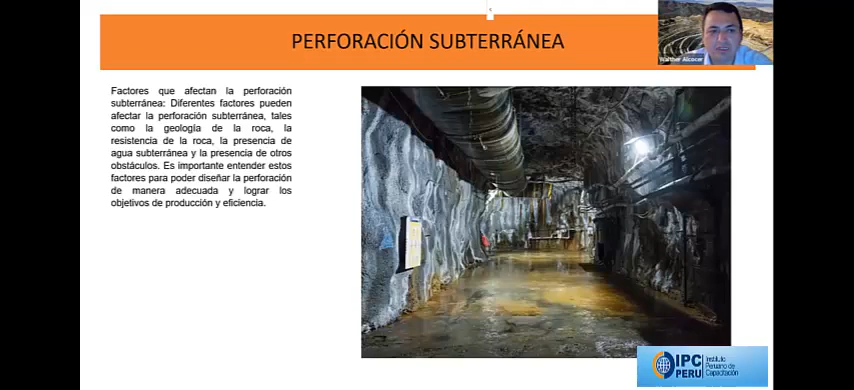 PERFORACIÓN SUBTERRÁNEA
Walther Alcocer
Factores que afectan la perforación
subterránea: Diferentes factores pueden
afectar la perforación subterránea, tales
como la geología de la roca, la
resistencia de la roca, la presencia de
agua subterránea y la presencia de otros
obstáculos. Es importante entender estos
factores para poder diseñar la perforación
de manera adecuada y lograr los
objetivos de producción y eficiencia.
IPC
PERU
Instituto
Peruano de
Capacitación